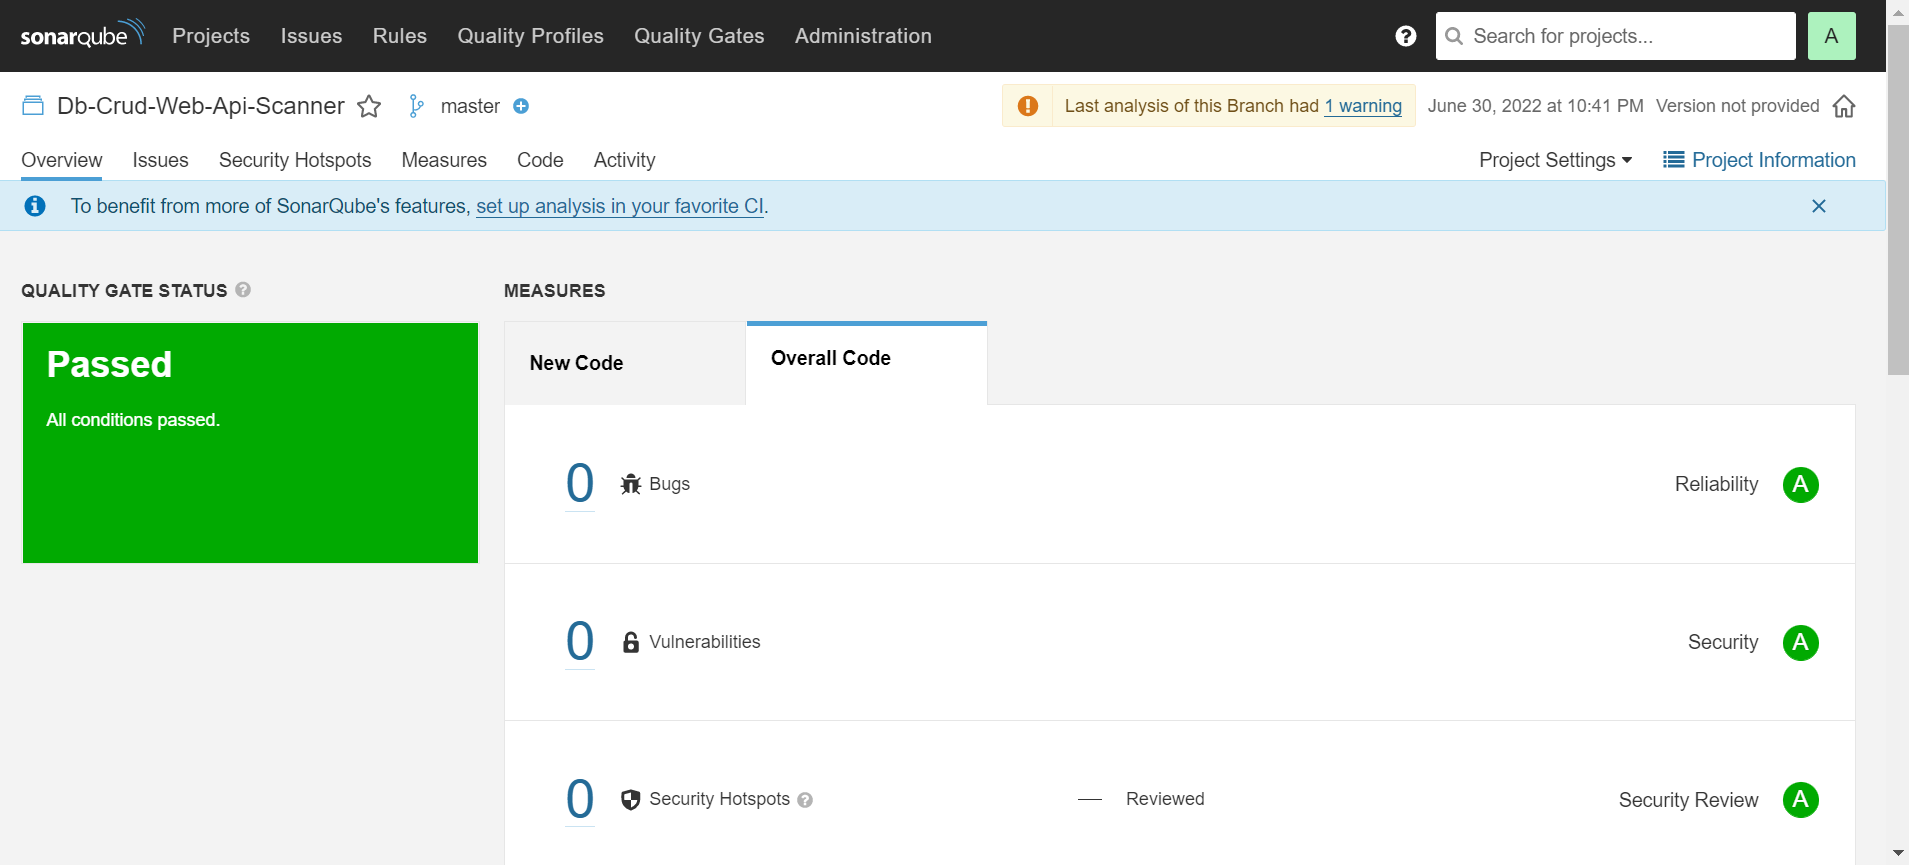 sonarqube Projects Issues Rules Quality Profiles Quality Gates Administration Search for projects... A
Db-Crud-Web-Api-Scanner master Last analysis of this Branch had 1 warning June 30, 2022 at 10:41 PM Version not provided
Overview Issues Security Hotspots Measures Code Activity Project Settings Project Information
To benefit from more of SonarQube's features, set up analysis in your favorite CI.
QUALITY GATE STATUS
Passed
All conditions passed.
MEASURES
New Code Overall Code
0 Bugs Reliability A
0 Vulnerabilities Security A
0 Security Hotspots Reviewed Security Review A